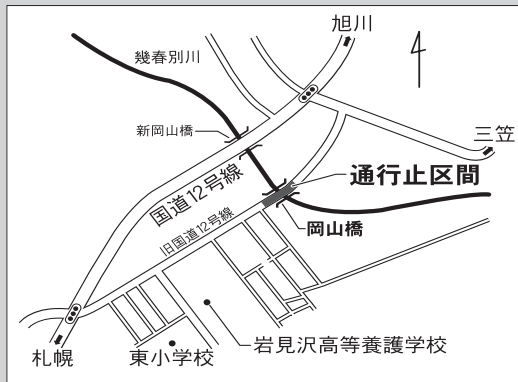 旭川
幾春別川
新岡山橋
三笠
国道12号線
通行止区間
旧国道12号線
岡山橋
札幌
東小学校
岩見沢高等養護学校